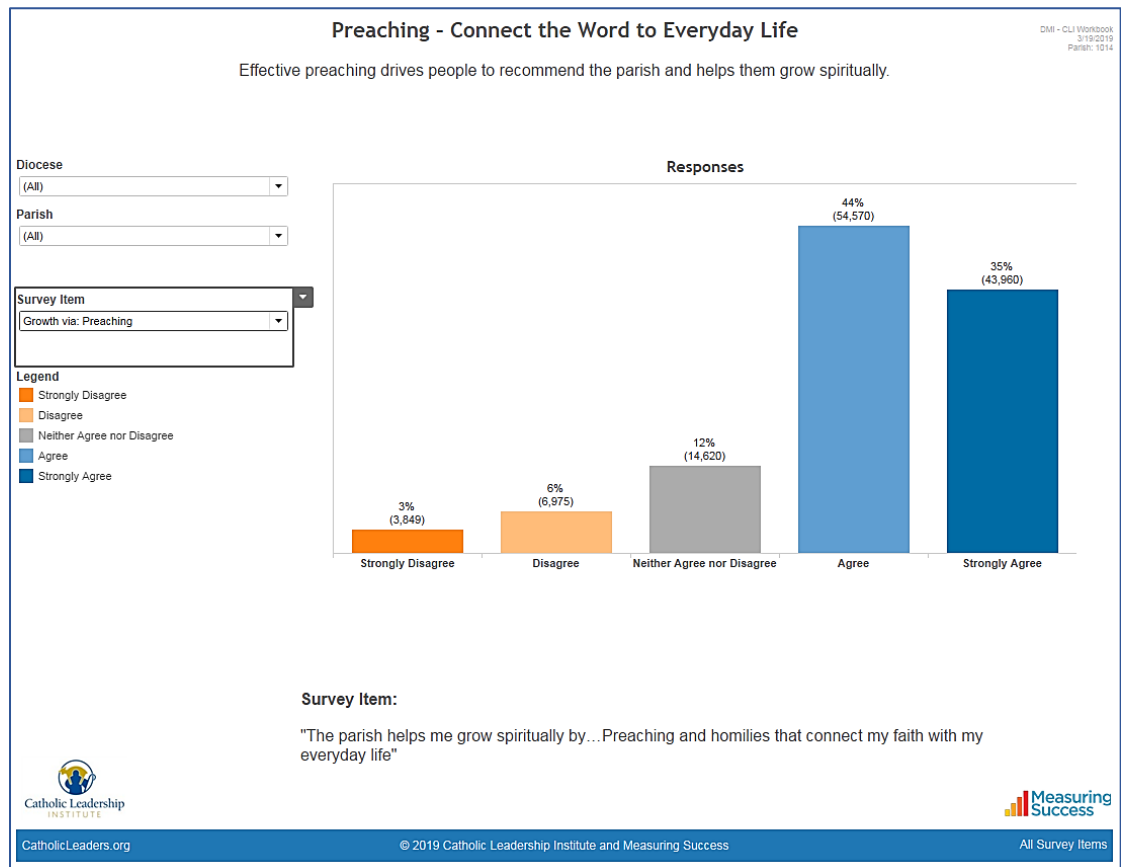 Preaching - Connect the Word to Everyday Life
DMI - CLI Workbook
3/19/2019
Parish: 1014
Effective preaching drives people to recommend the parish and helps them grow spiritually.
Diocese
(All)
Parish
(All)
Survey Item
Growth via: Preaching
Legend
Strongly Disagree
Disagree
Neither Agree nor Disagree
Agree
Strongly Agree
Responses
3%
(3,849)
6%
(6,975)
12%
(14,620)
44%
(54,570)
35%
(43,960)
Strongly Disagree
Disagree
Neither Agree nor Disagree
Agree
Strongly Agree
Survey Item:
"The parish helps me grow spiritually by…Preaching and homilies that connect my faith with my
everyday life"
Catholic Leadership
INSTITUTE
Measuring
Success
CatholicLeaders.org
© 2019 Catholic Leadership Institute and Measuring Success
All Survey Items